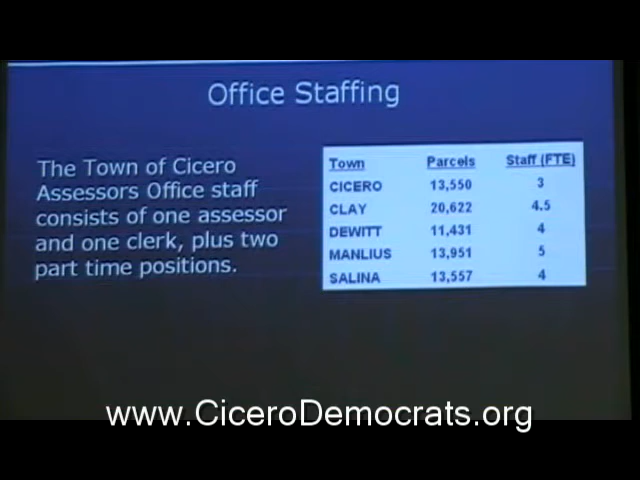 Office Staffing
The Town of Cicero
Assessors Office staff
consists of one assessor
and one clerk, plus two
part time positions.
Town Parcels Staff (FTE)
CICERO 13,550 3
CLAY 20,622 4.5
DEWITT 11,431 4
MANLIUS 13,951 5
SALINA 13,557 4
www.CiceroDemocrats.org